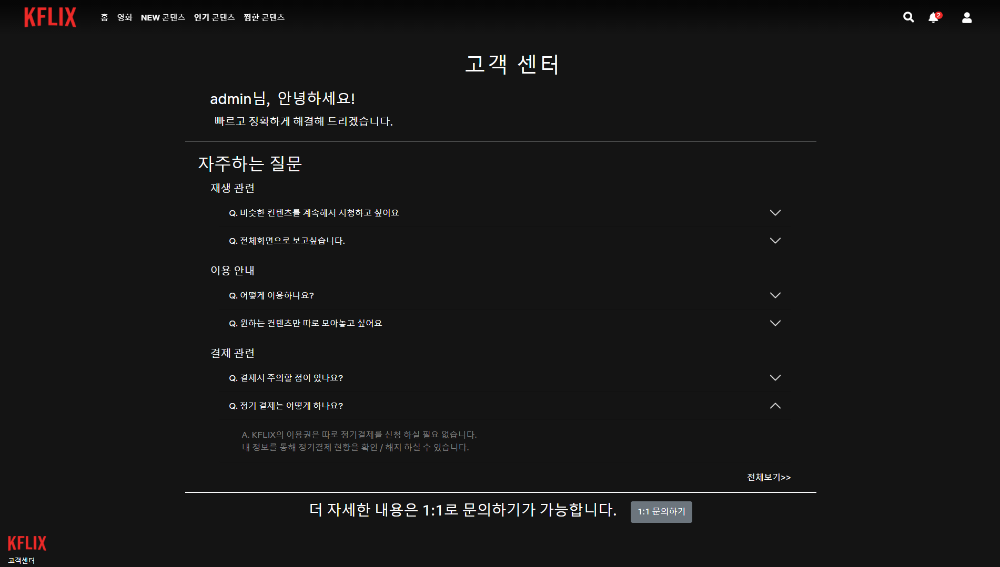 KFLIX 홈 영화 NEW 콘텐츠 인기 콘텐츠 찜한 콘텐츠 2
고객 센터
admin님, 안녕하세요!
빠르고 정확하게 해결해 드리겠습니다.
자주하는 질문
재생 관련
Q. 비슷한 컨텐츠를 계속해서 시청하고 싶어요
Q. 전체화면으로 보고싶습니다.
이용 안내
Q. 어떻게 이용하나요?
Q. 원하는 컨텐츠만 따로 모아놓고 싶어요
결제 관련
Q. 결제시 주의할 점이 있나요?
Q. 정기 결제는 어떻게 하나요?
A. KFLIX의 이용권은 따로 정기결제를 신청 하실 필요 없습니다.
내 정보를 통해 정기결제 현황을 확인 / 해지 하실 수 있습니다.
전체보기>>
더 자세한 내용은 1:1로 문의하기가 가능합니다. 1:1 문의하기
KFLIX
고객센터